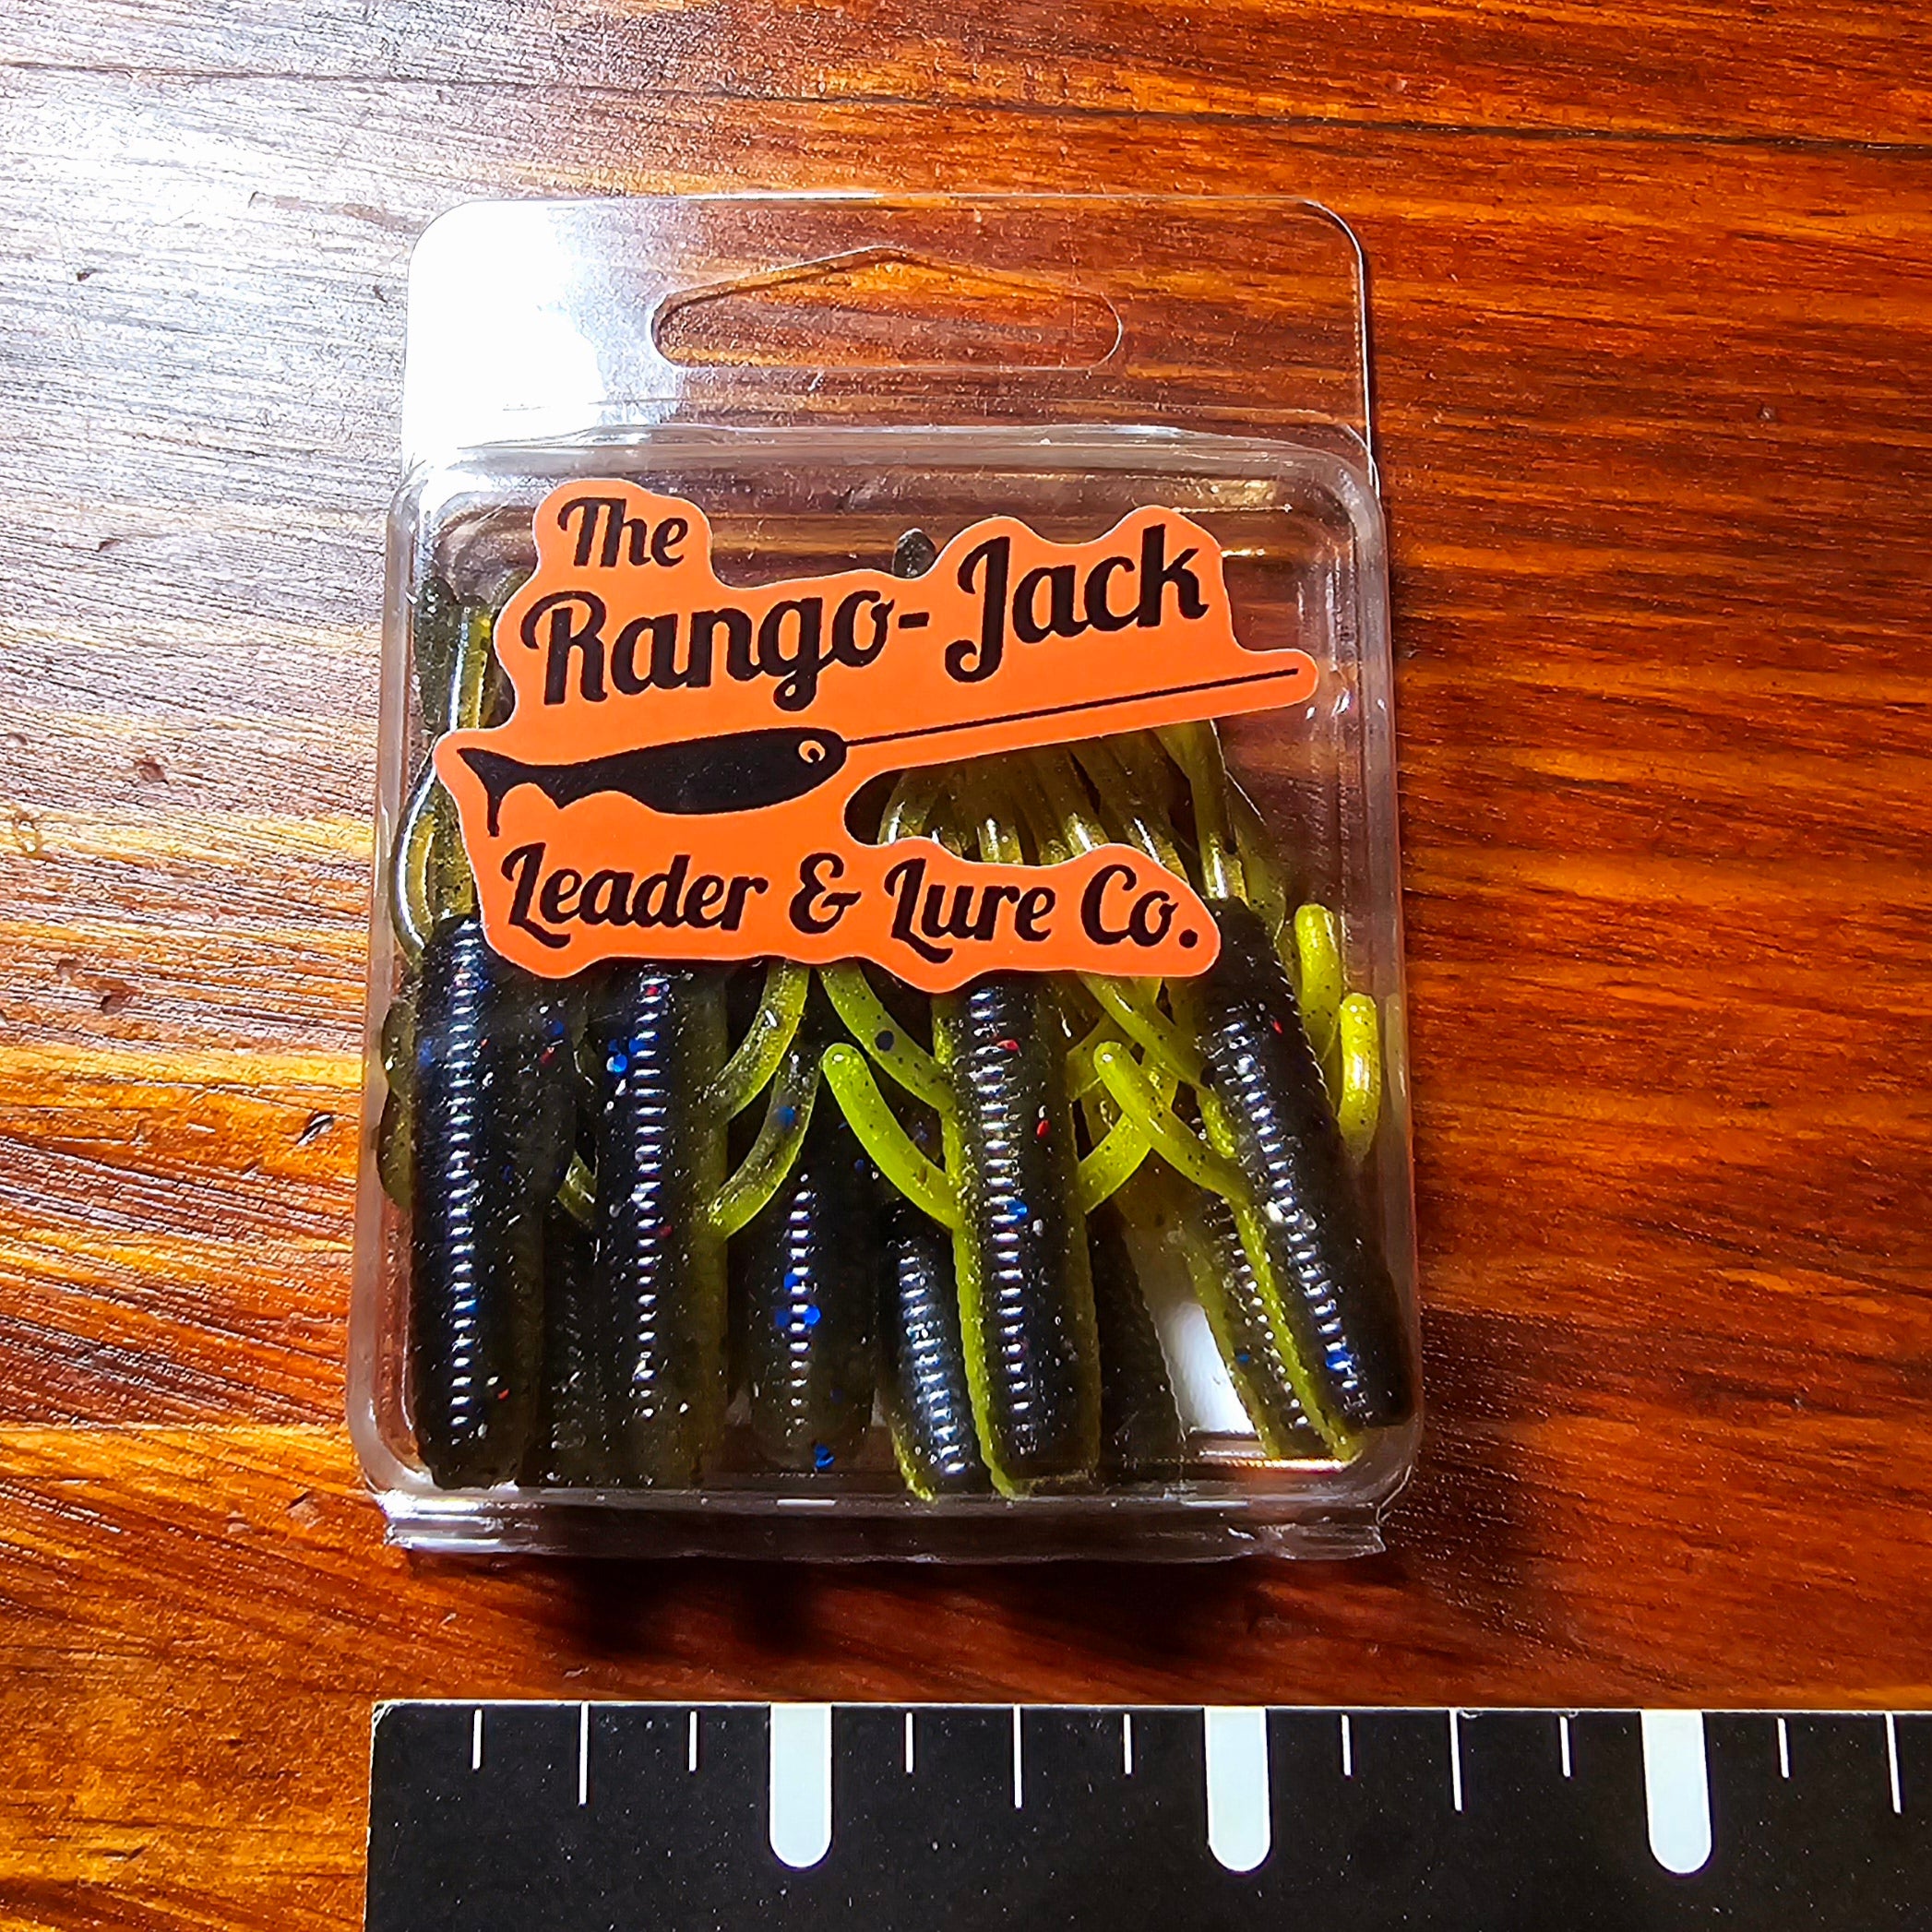 The
Rango-Jack
Leader & Lure Co.